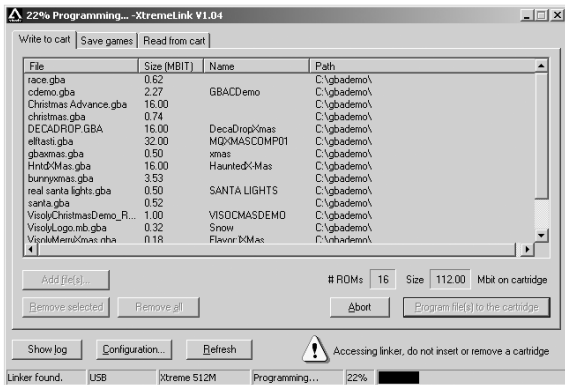 22% Programming... -XtremeLink V1.04
Write to cart Save games Read from cart
File Size (MBIT) Name Path
race.gba 0.62 C:\gbademo\
cdemo.gba 2.27 GBACDemo C:\gbademo\
Christmas Advance.gba 16.00 C:\gbademo\
christmas.gba 0.74 C:\gbademo\
DECADROP.GBA 16.00 DecaDropXmas C:\gbademo\
elftasti.gba 32.00 MQXMASCOMP01 C:\gbademo\
gbaxmas.gba 0.50 xmas C:\gbademo\
HntdXMas.gba 16.00 HauntedX-Mas C:\gbademo\
bunnyxmas.gba 3.53 C:\gbademo\
real santa lights.gba 0.50 SANTA LIGHTS C:\gbademo\
santa.gba 0.52 C:\gbademo\
VisolyChristmasDemo_R... 1.00 VISOCMASDEMO C:\gbademo\
VisolyLogo.mb.gba 0.32 Snow C:\gbademo\
VisolyMerryXmas.gba 0.18 FlavorXMas C:\gbademo\
Add file(s)... # ROMs 16 Size 112.00 Mbit on cartridge
Remove selected Remove all Abort Program file(s) to the cartridge
Show log Configuration... Refresh Accessing linker, do not insert or remove a cartridge
Linker found. USB Xtreme 512M Programming... 22%